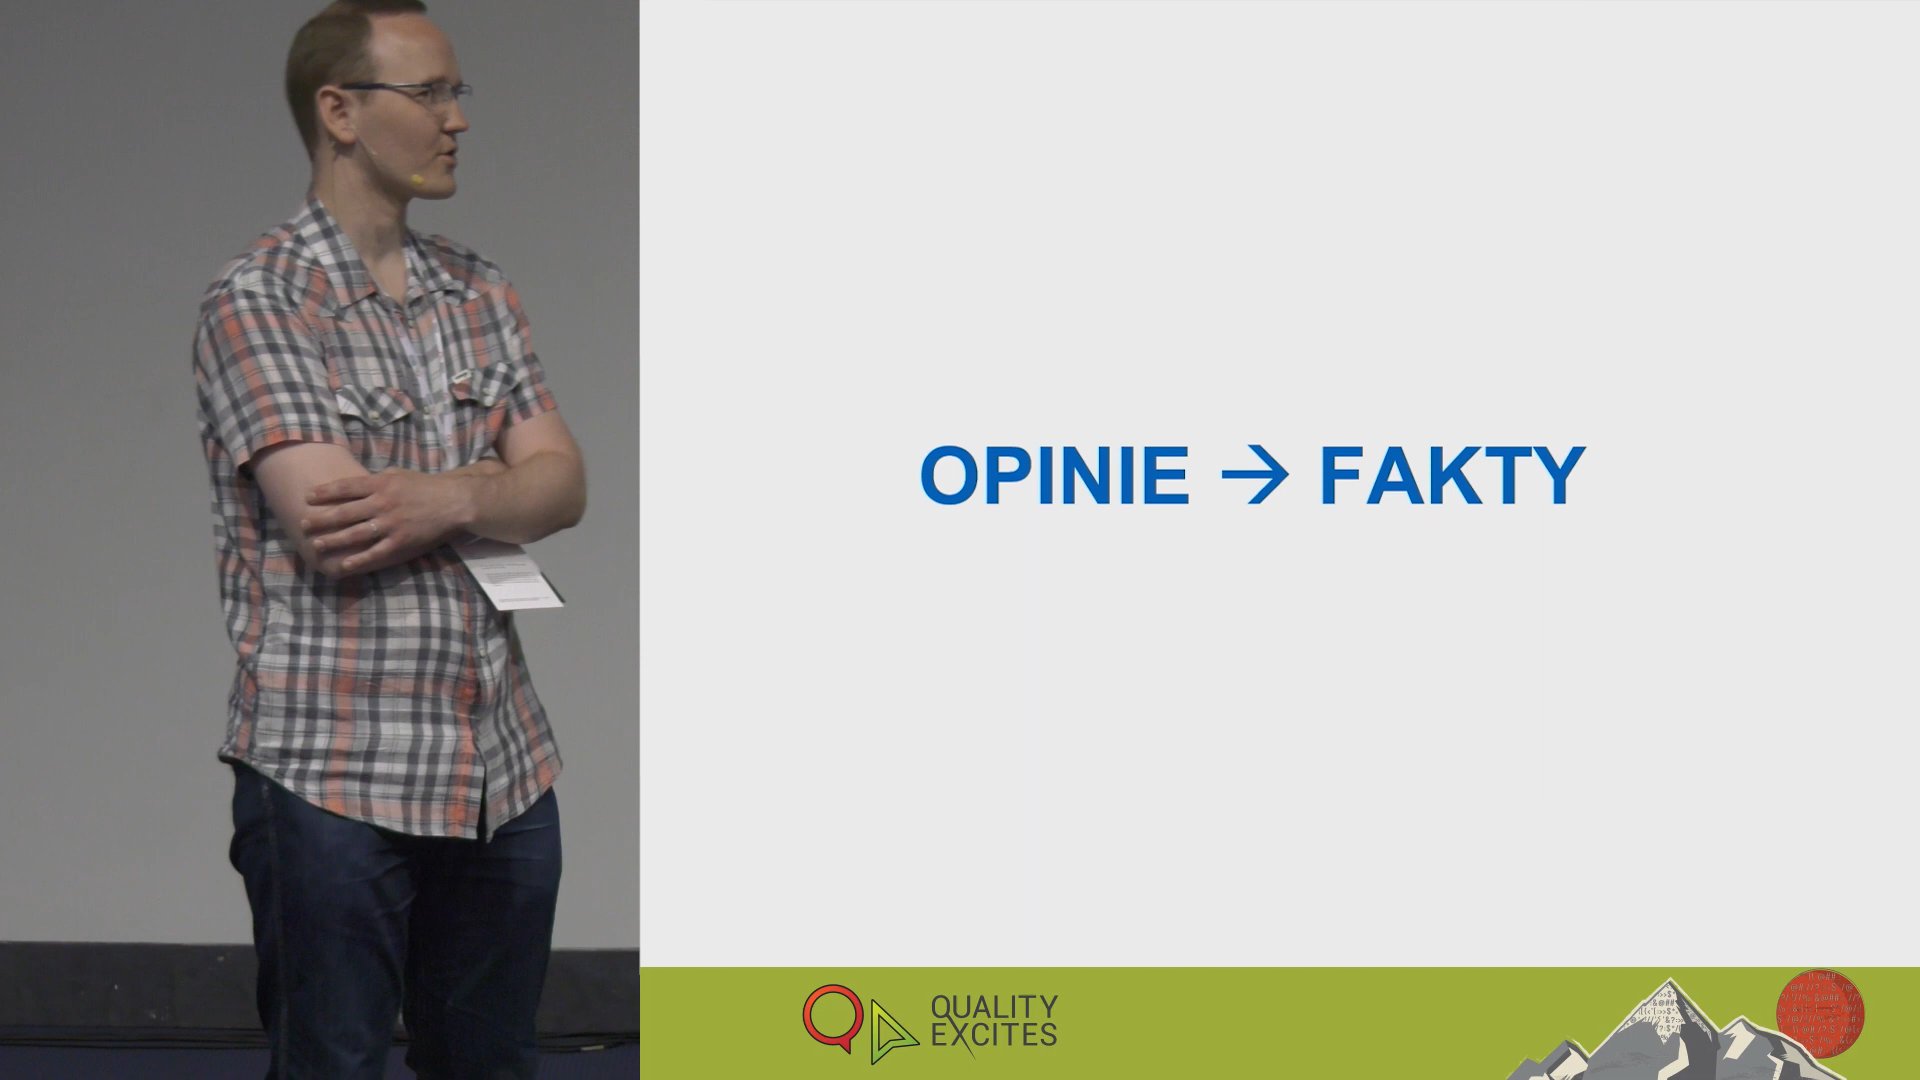 OPINIE → FAKTY
QUALITY
EXCITES